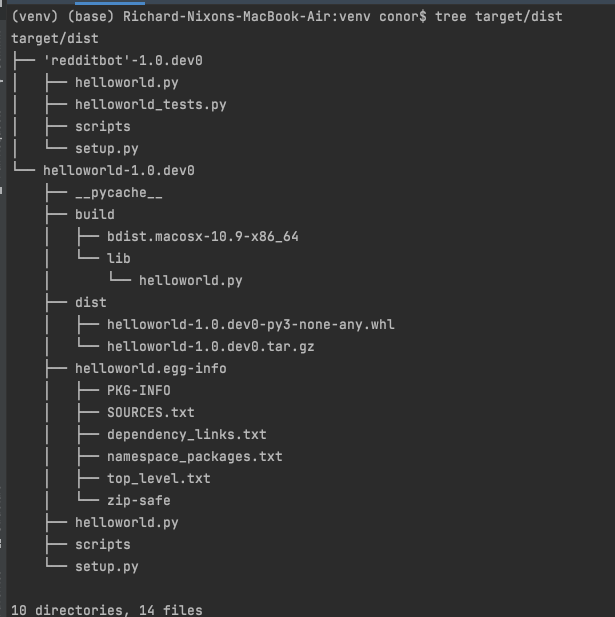 (venv) (base) Richard-Nixons-MacBook-Air:venv conor$ tree target/dist
target/dist
├── 'redditbot'-1.0.dev0
│   ├── helloworld.py
│   ├── helloworld_tests.py
│   ├── scripts
│   └── setup.py
└── helloworld-1.0.dev0
    ├── __pycache__
    ├── build
    │   ├── bdist.macosx-10.9-x86_64
    │   └── lib
    │       └── helloworld.py
    ├── dist
    │   ├── helloworld-1.0.dev0-py3-none-any.whl
    │   └── helloworld-1.0.dev0.tar.gz
    ├── helloworld.egg-info
    │   ├── PKG-INFO
    │   ├── SOURCES.txt
    │   ├── dependency_links.txt
    │   ├── namespace_packages.txt
    │   ├── top_level.txt
    │   └── zip-safe
    ├── helloworld.py
    ├── scripts
    └── setup.py

10 directories, 14 files